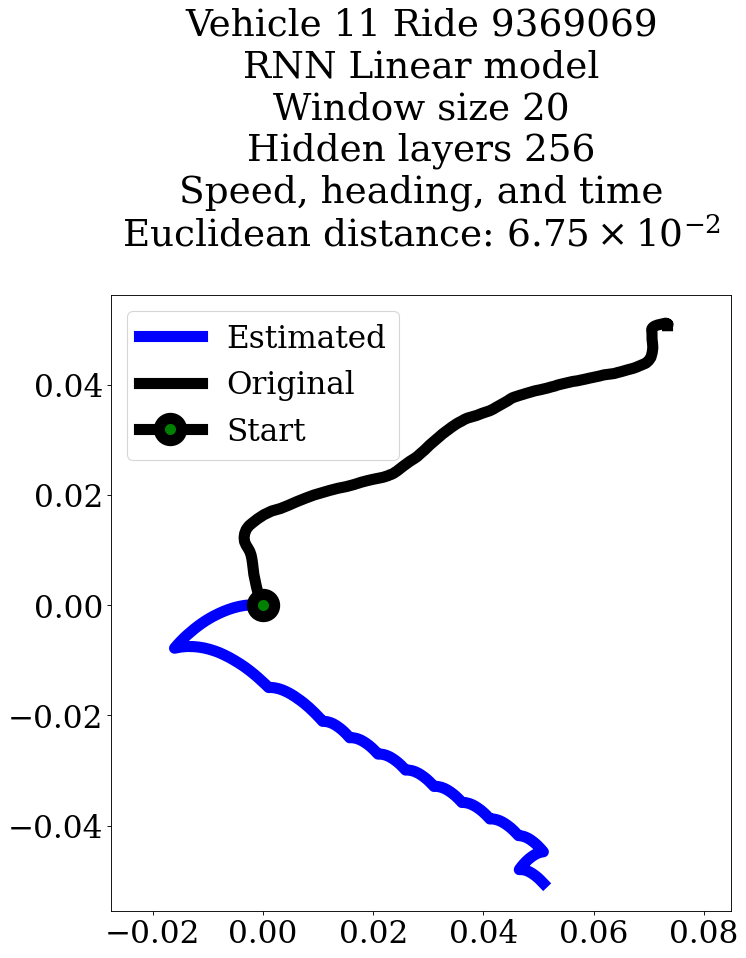 Vehicle 11 Ride 9369069
RNN Linear model
Window size 20
Hidden layers 256
Speed, heading, and time
Euclidean distance: 6.75 × 10⁻²
Estimated
Original
Start
0.04
0.02
0.00
−0.02
−0.04
−0.02 0.00 0.02 0.04 0.06 0.08